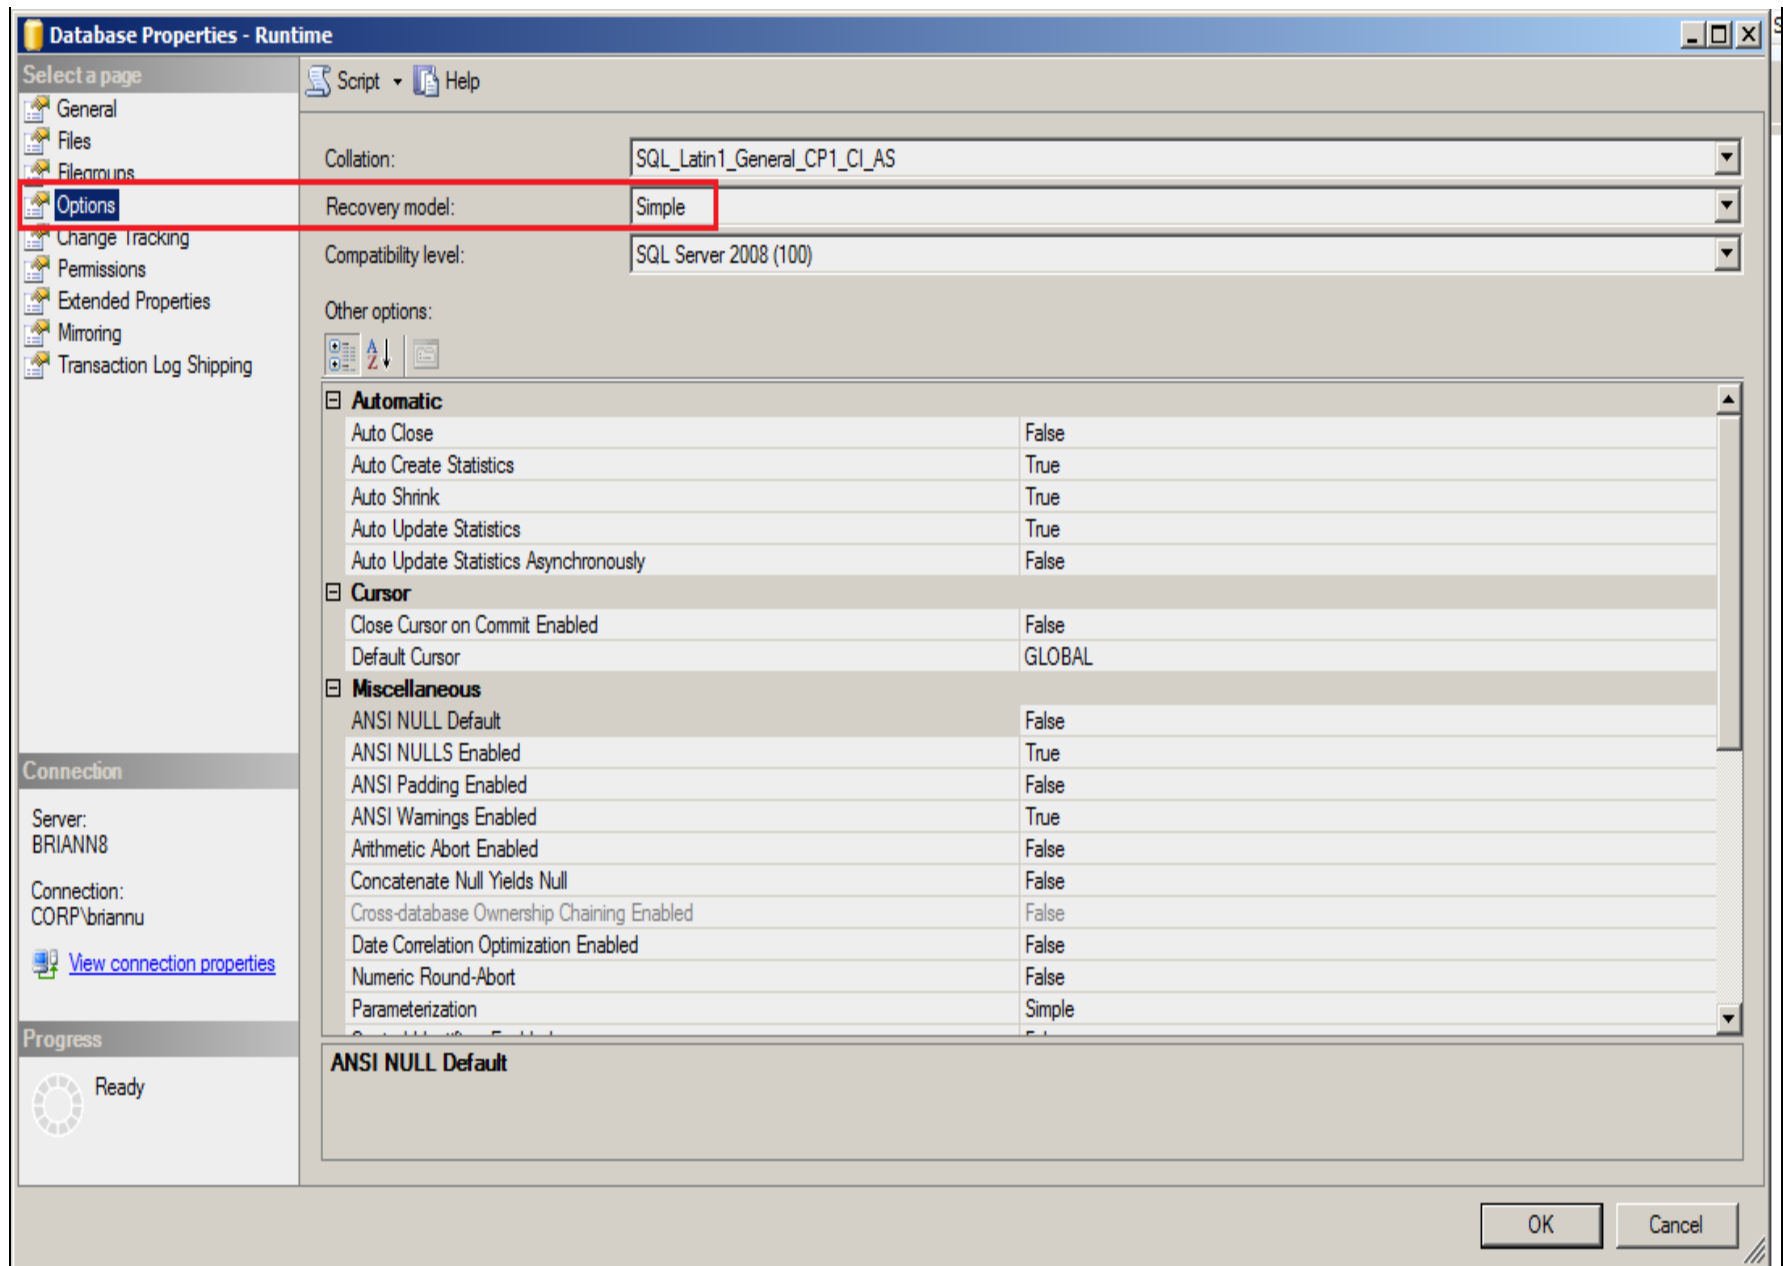 Database Properties - Runtime
Select a page
General
Files
Filegroups
Options
Change Tracking
Permissions
Extended Properties
Mirroring
Transaction Log Shipping
Connection
Server:
BRIANN8
Connection:
CORP\briannu
View connection properties
Progress
Ready
Script Help
Collation: SQL_Latin1_General_CP1_CI_AS
Recovery model: Simple
Compatibility level: SQL Server 2008 (100)
Other options:
Automatic
Auto Close False
Auto Create Statistics True
Auto Shrink True
Auto Update Statistics True
Auto Update Statistics Asynchronously False
Cursor
Close Cursor on Commit Enabled False
Default Cursor GLOBAL
Miscellaneous
ANSI NULL Default False
ANSI NULLS Enabled True
ANSI Padding Enabled False
ANSI Warnings Enabled True
Arithmetic Abort Enabled False
Concatenate Null Yields Null False
Cross-database Ownership Chaining Enabled False
Date Correlation Optimization Enabled False
Numeric Round-Abort False
Parameterization Simple
ANSI NULL Default
OK Cancel